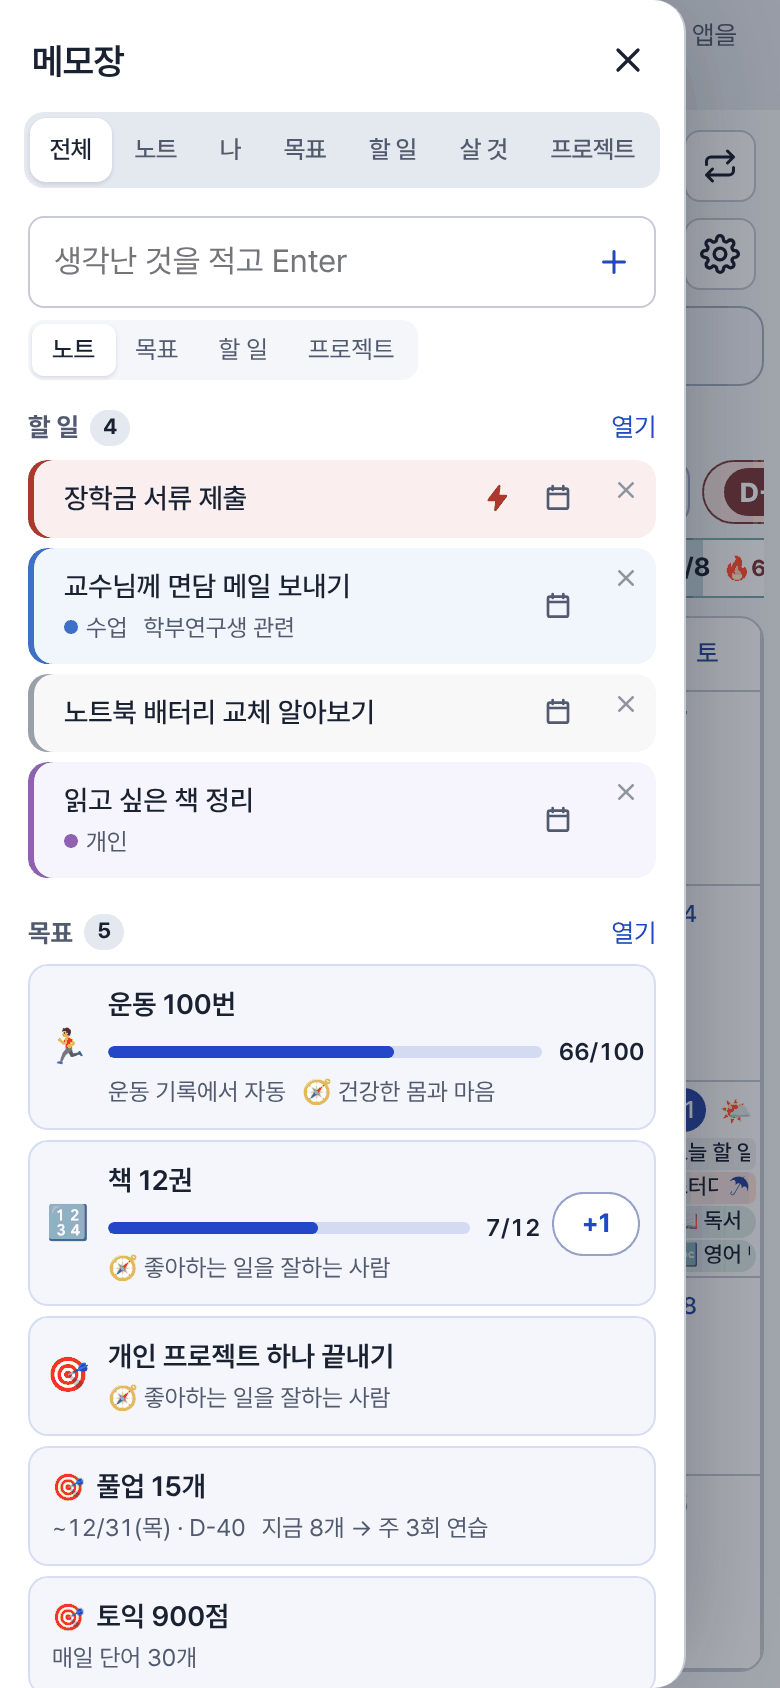 메모장
앱을
전체 노트 나 목표 할 일 살 것 프로젝트
생각난 것을 적고 Enter
노트 목표 할 일 프로젝트
할 일 4 열기
장학금 서류 제출
교수님께 면담 메일 보내기
수업 학부연구생 관련
노트북 배터리 교체 알아보기
읽고 싶은 책 정리
개인
목표 5 열기
운동 100번
66/100
운동 기록에서 자동 건강한 몸과 마음
책 12권
7/12 +1
좋아하는 일을 잘하는 사람
개인 프로젝트 하나 끝내기
좋아하는 일을 잘하는 사람
풀업 15개
~12/31(목) · D-40 지금 8개 → 주 3회 연습
토익 900점
매일 단어 30개
D-
/8 🔥6
토
4
1
늘 할 일
독서
영어
8